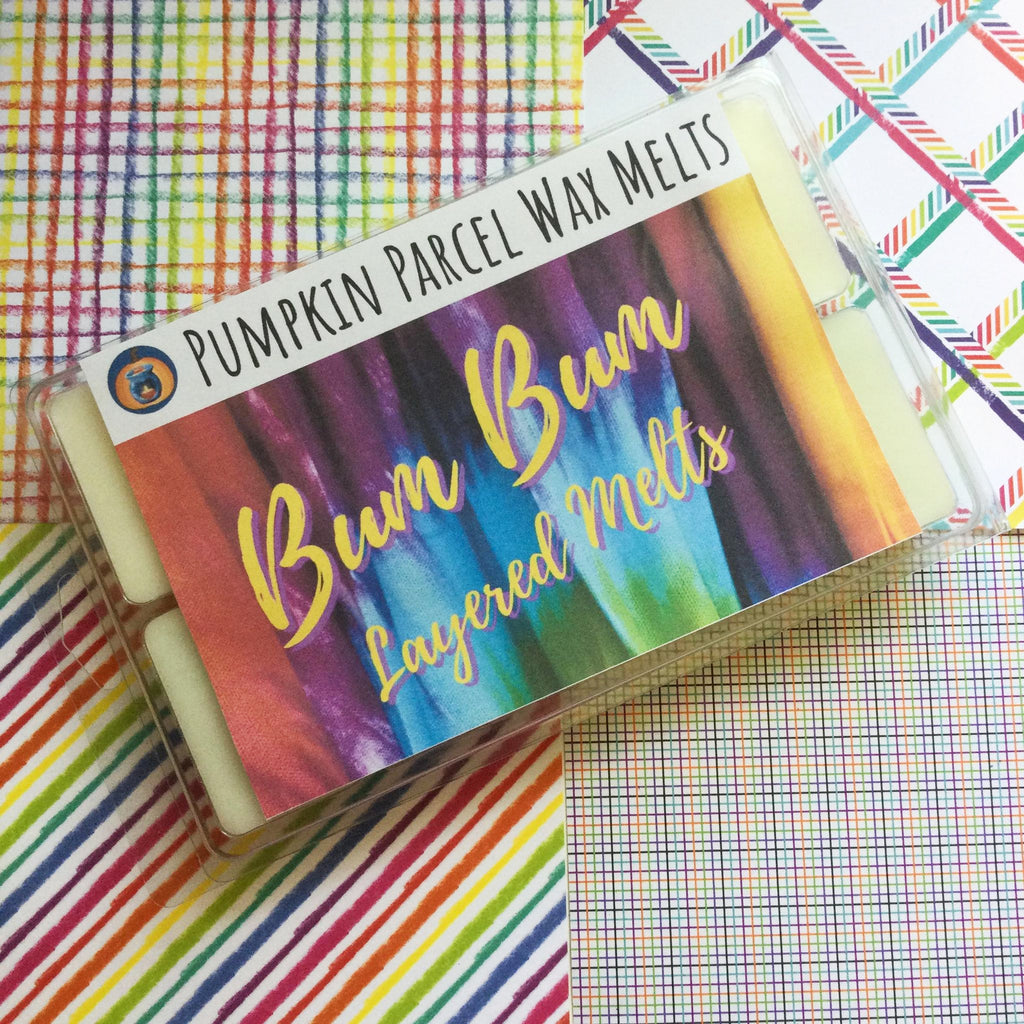 Pumpkin Parcel Wax Melts
Bum Bum
Layered Melts